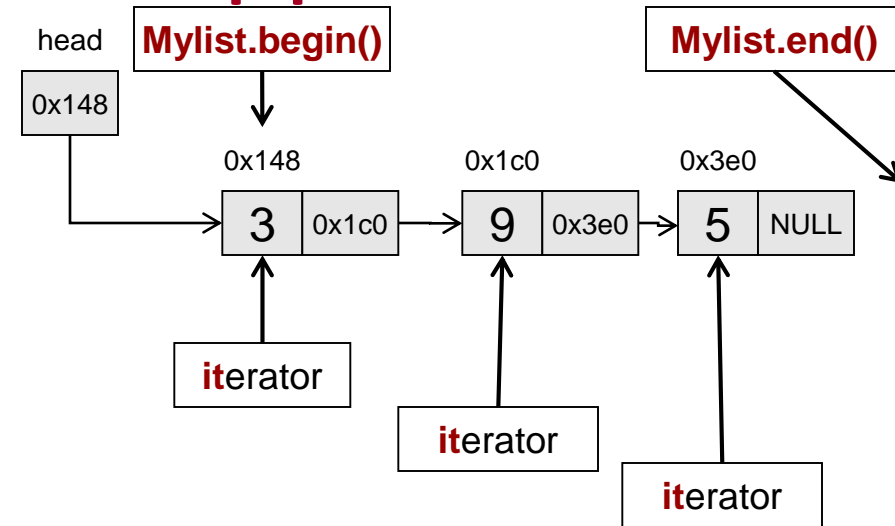 head
Mylist.begin()
Mylist.end()
0x148
0x148
0x1c0
0x3e0
3
0x1c0
9
0x3e0
5
NULL
iterator
iterator
iterator